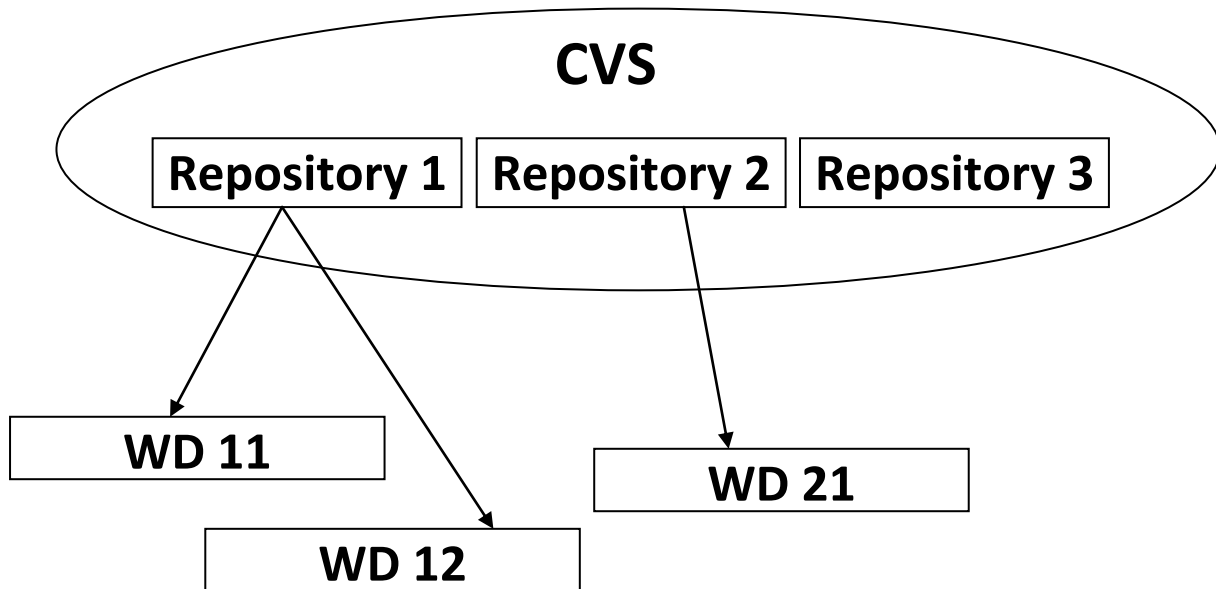 CVS
Repository 1
Repository 2
Repository 3
WD 11
WD 21
WD 12